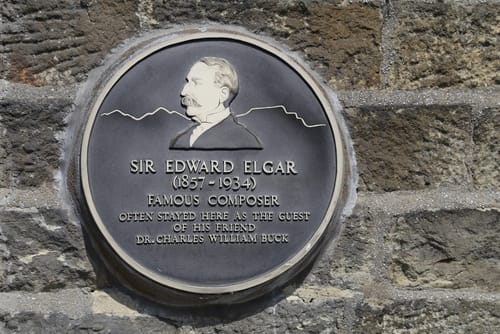 SIR EDWARD ELGAR
(1857-1934)
FAMOUS COMPOSER
OFTEN STAYED HERE AS THE GUEST
OF HIS FRIEND
DR. CHARLES WILLIAM BUCK